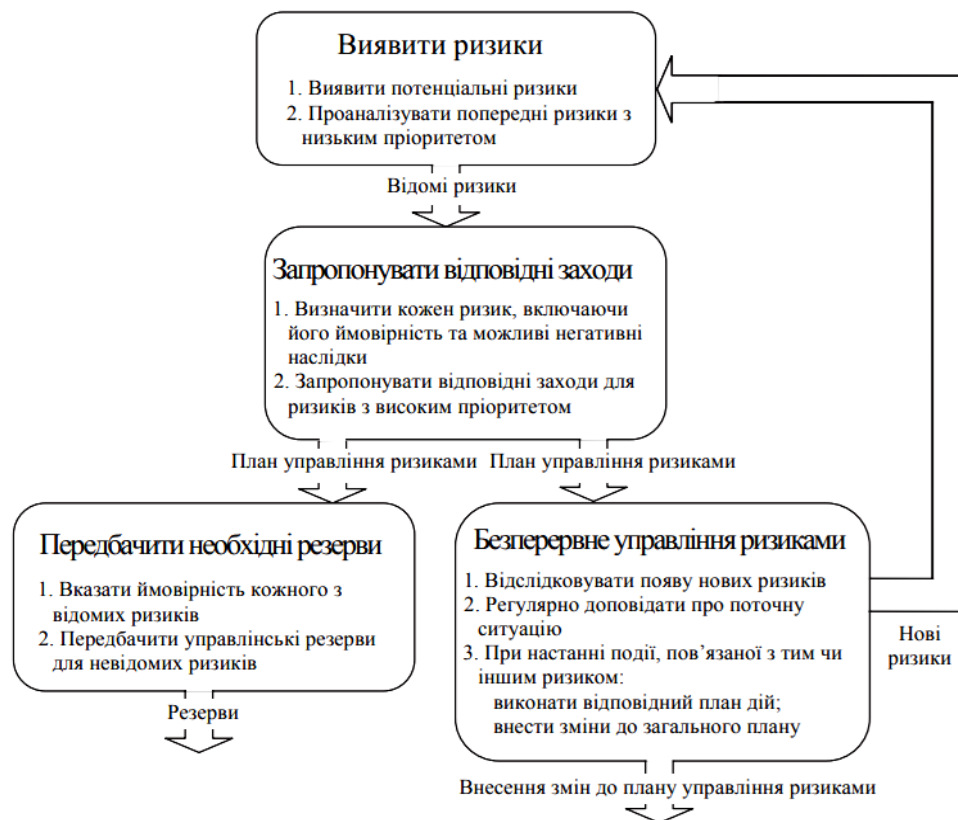 Виявити ризики
1. Виявити потенціальні ризики
2. Проаналізувати попередні ризики з
низьким пріоритетом
Відомі ризики
Запропонувати відповідні заходи
1. Визначити кожен ризик, включаючи
його ймовірність та можливі негативні
наслідки
2. Запропонувати відповідні заходи для
ризиків з високим пріоритетом
План управління ризиками
План управління ризиками
Передбачити необхідні резерви
1. Вказати ймовірність кожного з
відомих ризиків
2. Передбачити управлінські резерви
для невідомих ризиків
Резерви
Безперервне управління ризиками
1. Відслідковувати появу нових ризиків
2. Регулярно доповідати про поточну
ситуацію
3. При настанні події, пов’язаної з тим чи
іншим ризиком:
виконати відповідний план дій;
внести зміни до загального плану
Нові
ризики
Внесення змін до плану управління ризиками